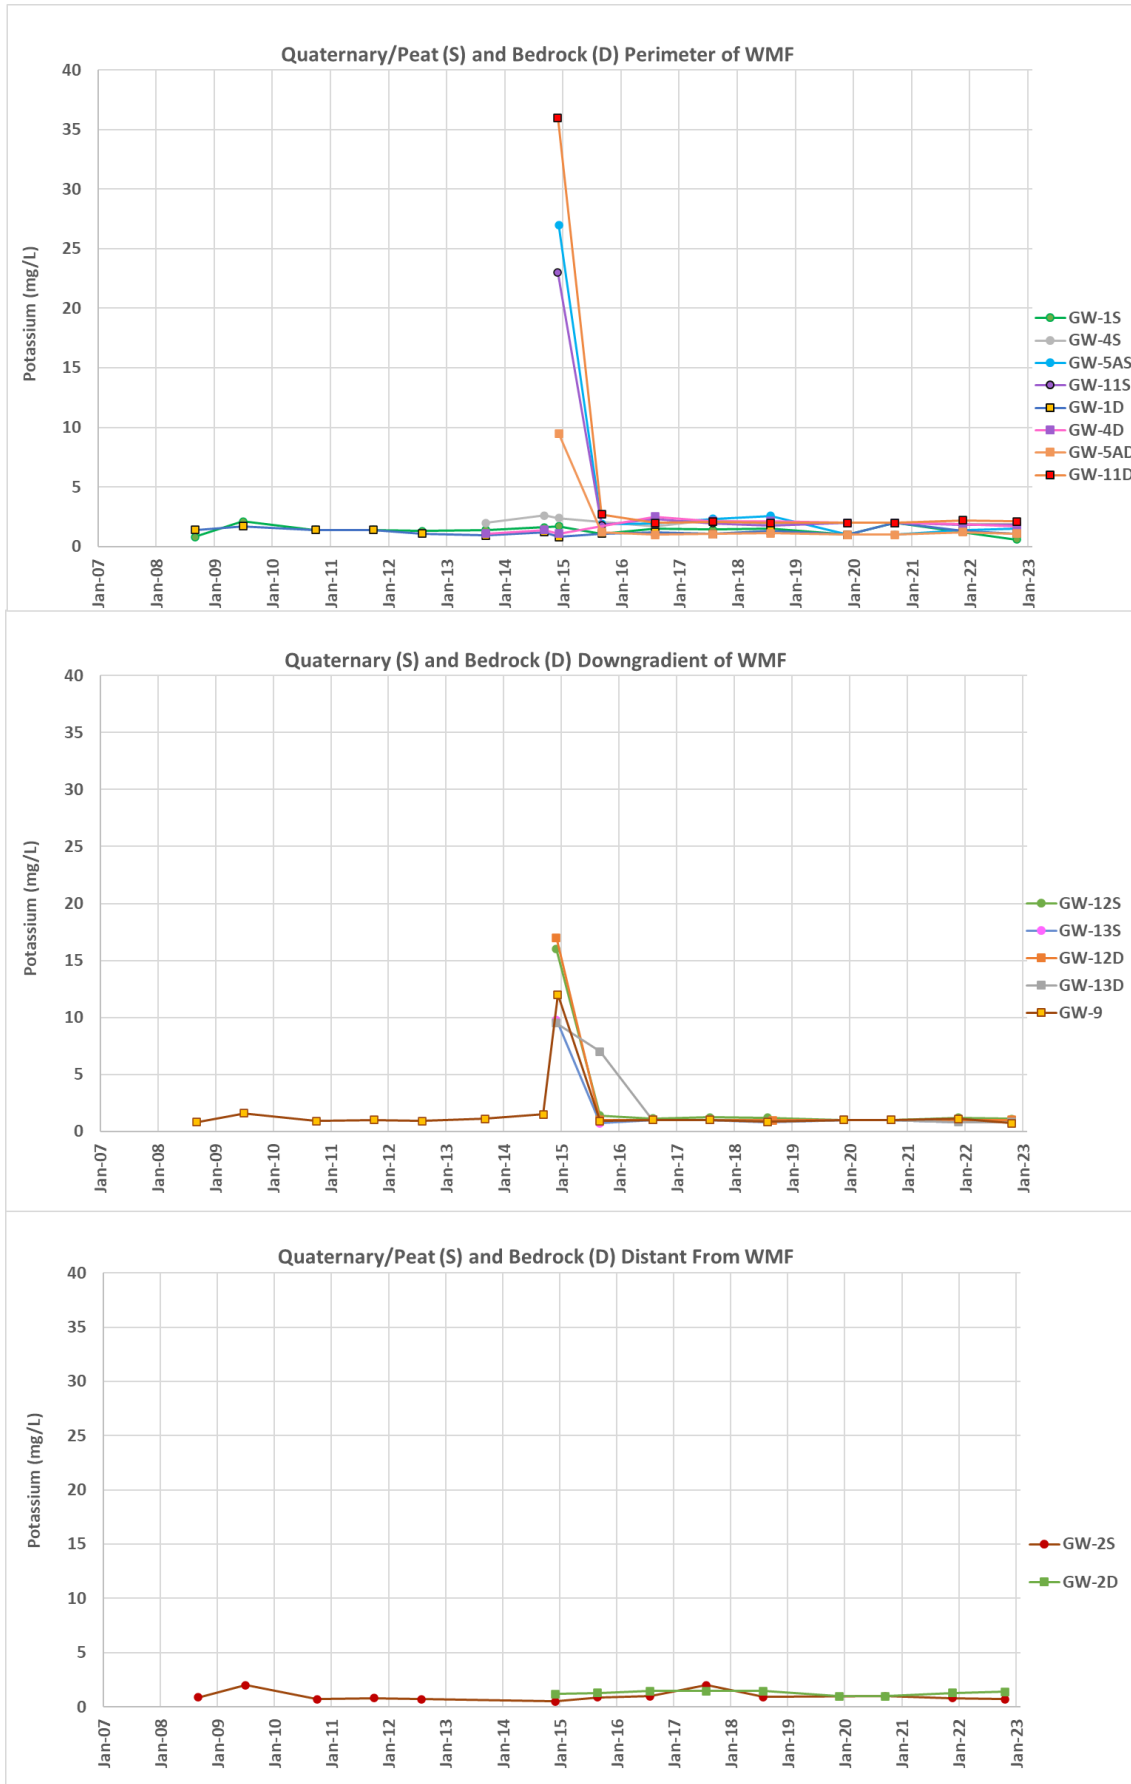 Quaternary/Peat (S) and Bedrock (D) Perimeter of WMF
Potassium (mg/L)
40
35
30
25
20
15
10
5
0
Jan-07
Jan-08
Jan-09
Jan-10
Jan-11
Jan-12
Jan-13
Jan-14
Jan-15
Jan-16
Jan-17
Jan-18
Jan-19
Jan-20
Jan-21
Jan-22
Jan-23
GW-1S
GW-4S
GW-5AS
GW-11S
GW-1D
GW-4D
GW-5AD
GW-11D
Quaternary (S) and Bedrock (D) Downgradient of WMF
Potassium (mg/L)
40
35
30
25
20
15
10
5
0
Jan-07
Jan-08
Jan-09
Jan-10
Jan-11
Jan-12
Jan-13
Jan-14
Jan-15
Jan-16
Jan-17
Jan-18
Jan-19
Jan-20
Jan-21
Jan-22
Jan-23
GW-12S
GW-13S
GW-12D
GW-13D
GW-9
Quaternary/Peat (S) and Bedrock (D) Distant From WMF
Potassium (mg/L)
40
35
30
25
20
15
10
5
0
Jan-07
Jan-08
Jan-09
Jan-10
Jan-11
Jan-12
Jan-13
Jan-14
Jan-15
Jan-16
Jan-17
Jan-18
Jan-19
Jan-20
Jan-21
Jan-22
Jan-23
GW-2S
GW-2D